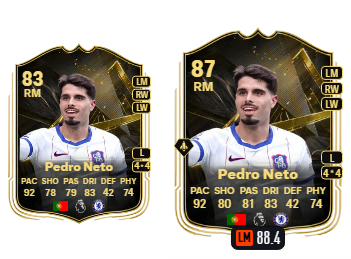 83
RM
LM
RW
LW
L
4★4
Pedro Neto
PAC SHO PAS DRI DEF PHY
92 78 79 83 42 74
87
RM
LM
RW
LW
L
4★4
Pedro Neto
PAC SHO PAS DRI DEF PHY
92 80 81 83 42 74
LM 88.4